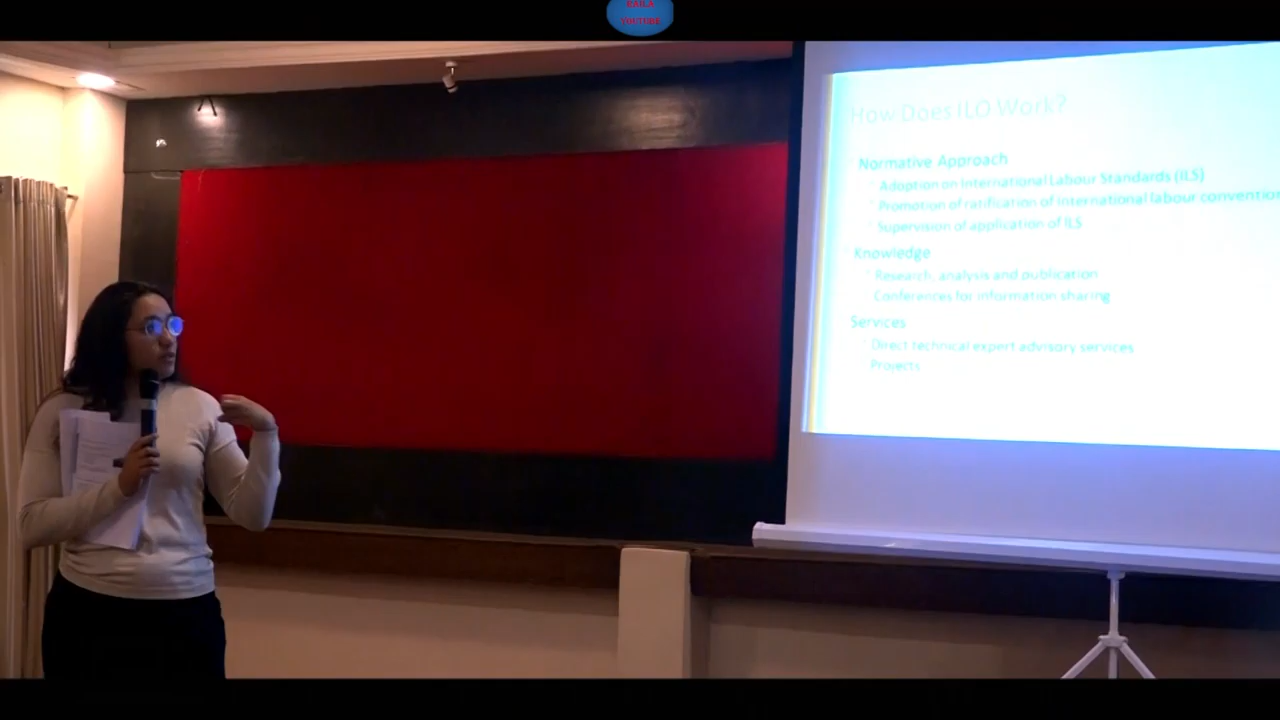 YOUTUBE
How Does ILO Work?
Normative Approach
Adoption on International Labour Standards (ILS)
Promotion of ratification of international labour convention
Supervision of application of ILS
Knowledge
Research, analysis and publication
Conferences for information sharing
Services
Direct technical expert advisory services
Projects